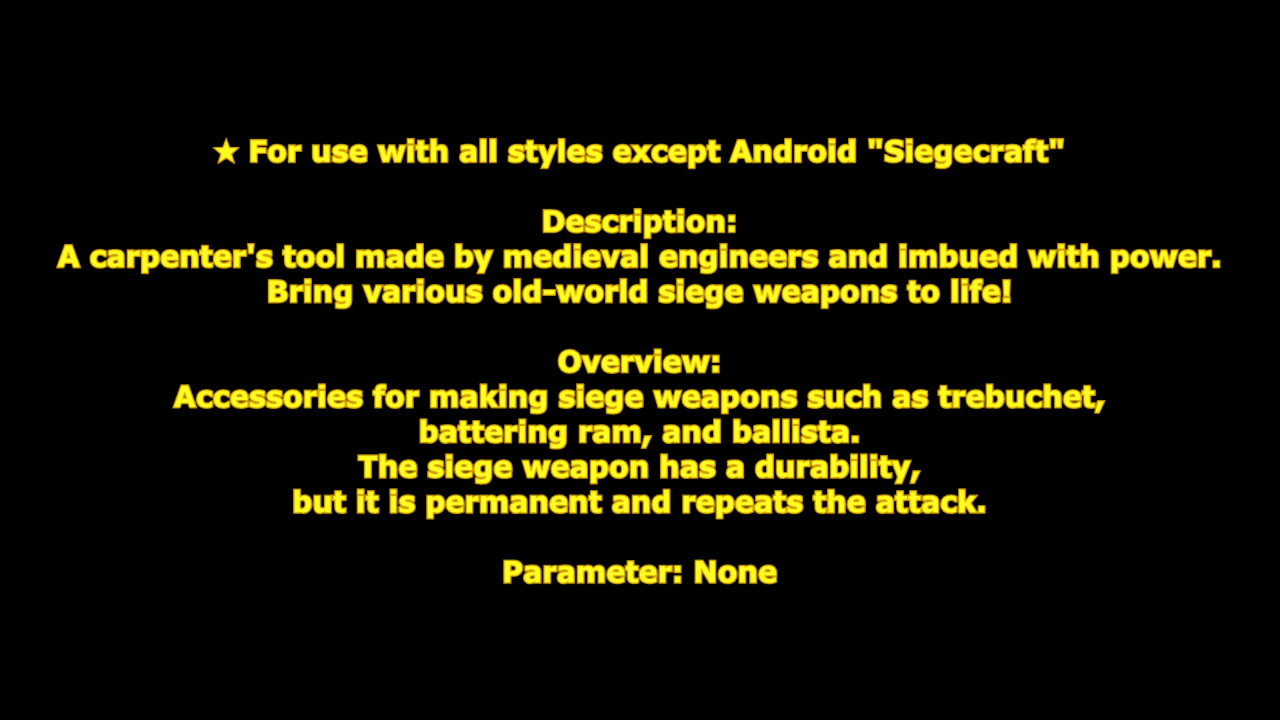 ★ For use with all styles except Android "Siegecraft"
Description:
A carpenter's tool made by medieval engineers and imbued with power.
Bring various old-world siege weapons to life!
Overview:
Accessories for making siege weapons such as trebuchet,
battering ram, and ballista.
The siege weapon has a durability,
but it is permanent and repeats the attack.
Parameter: None